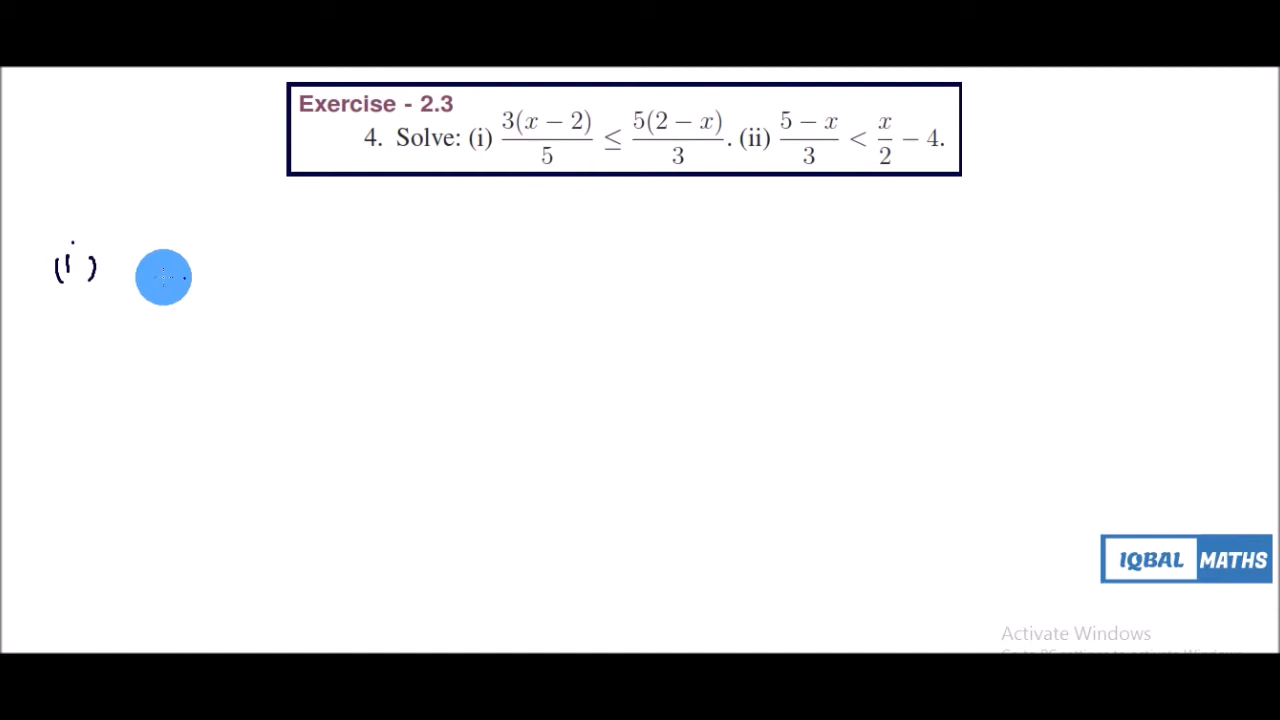 Exercise - 2.3
4. Solve: (i) 3(x − 2)/5 ≤ 5(2 − x)/3. (ii) (5 − x)/3 < x/2 − 4.
(i)
IQBAL MATHS
Activate Windows